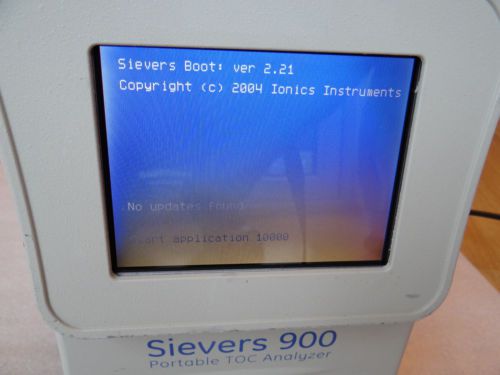 Sievers Boot: ver 2.21
Copyright (c) 2004 Ionics Instruments
No updates found
Start application 10000
Sievers 900
Portable TOC Analyzer